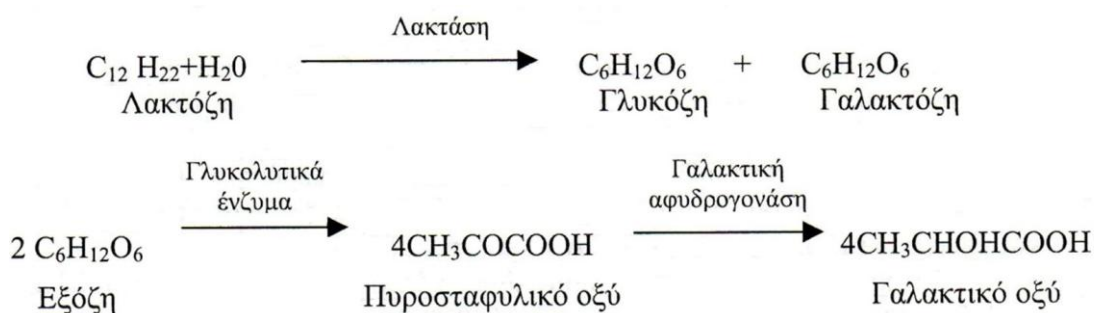 Λακτάση
C₁₂ H₂₂+H₂0 C₆H₁₂O₆ + C₆H₁₂O₆
Λακτόζη Γλυκόζη Γαλακτόζη
Γλυκολυτικά Γαλακτική
ένζυμα αφυδρογονάση
2 C₆H₁₂O₆ 4CH₃COCOOH 4CH₃CHOHCOOH
Εξόζη Πυροσταφυλικό οξύ Γαλακτικό οξύ